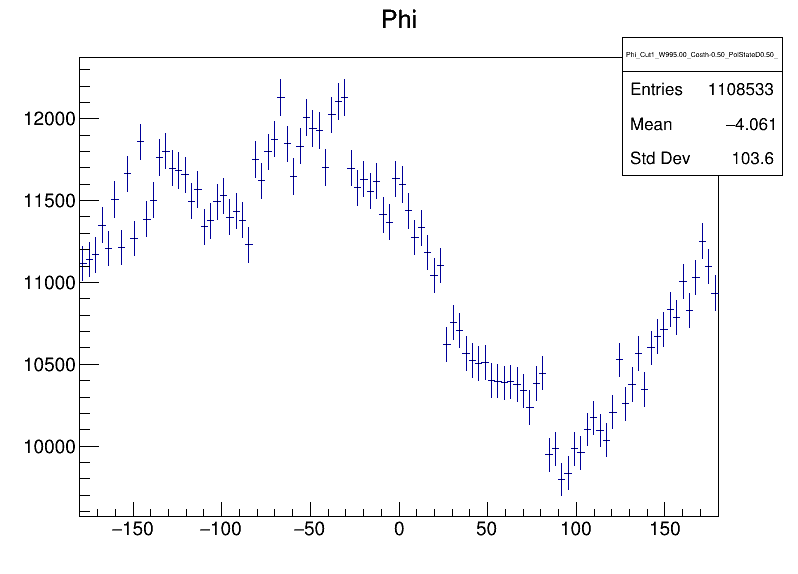 Phi
Phi_Cut1_W995.00_Costh-0.50_PolStateD0.50_
Entries 1108533
Mean −4.061
Std Dev 103.6
12000
11500
11000
10500
10000
−150 −100 −50 0 50 100 150